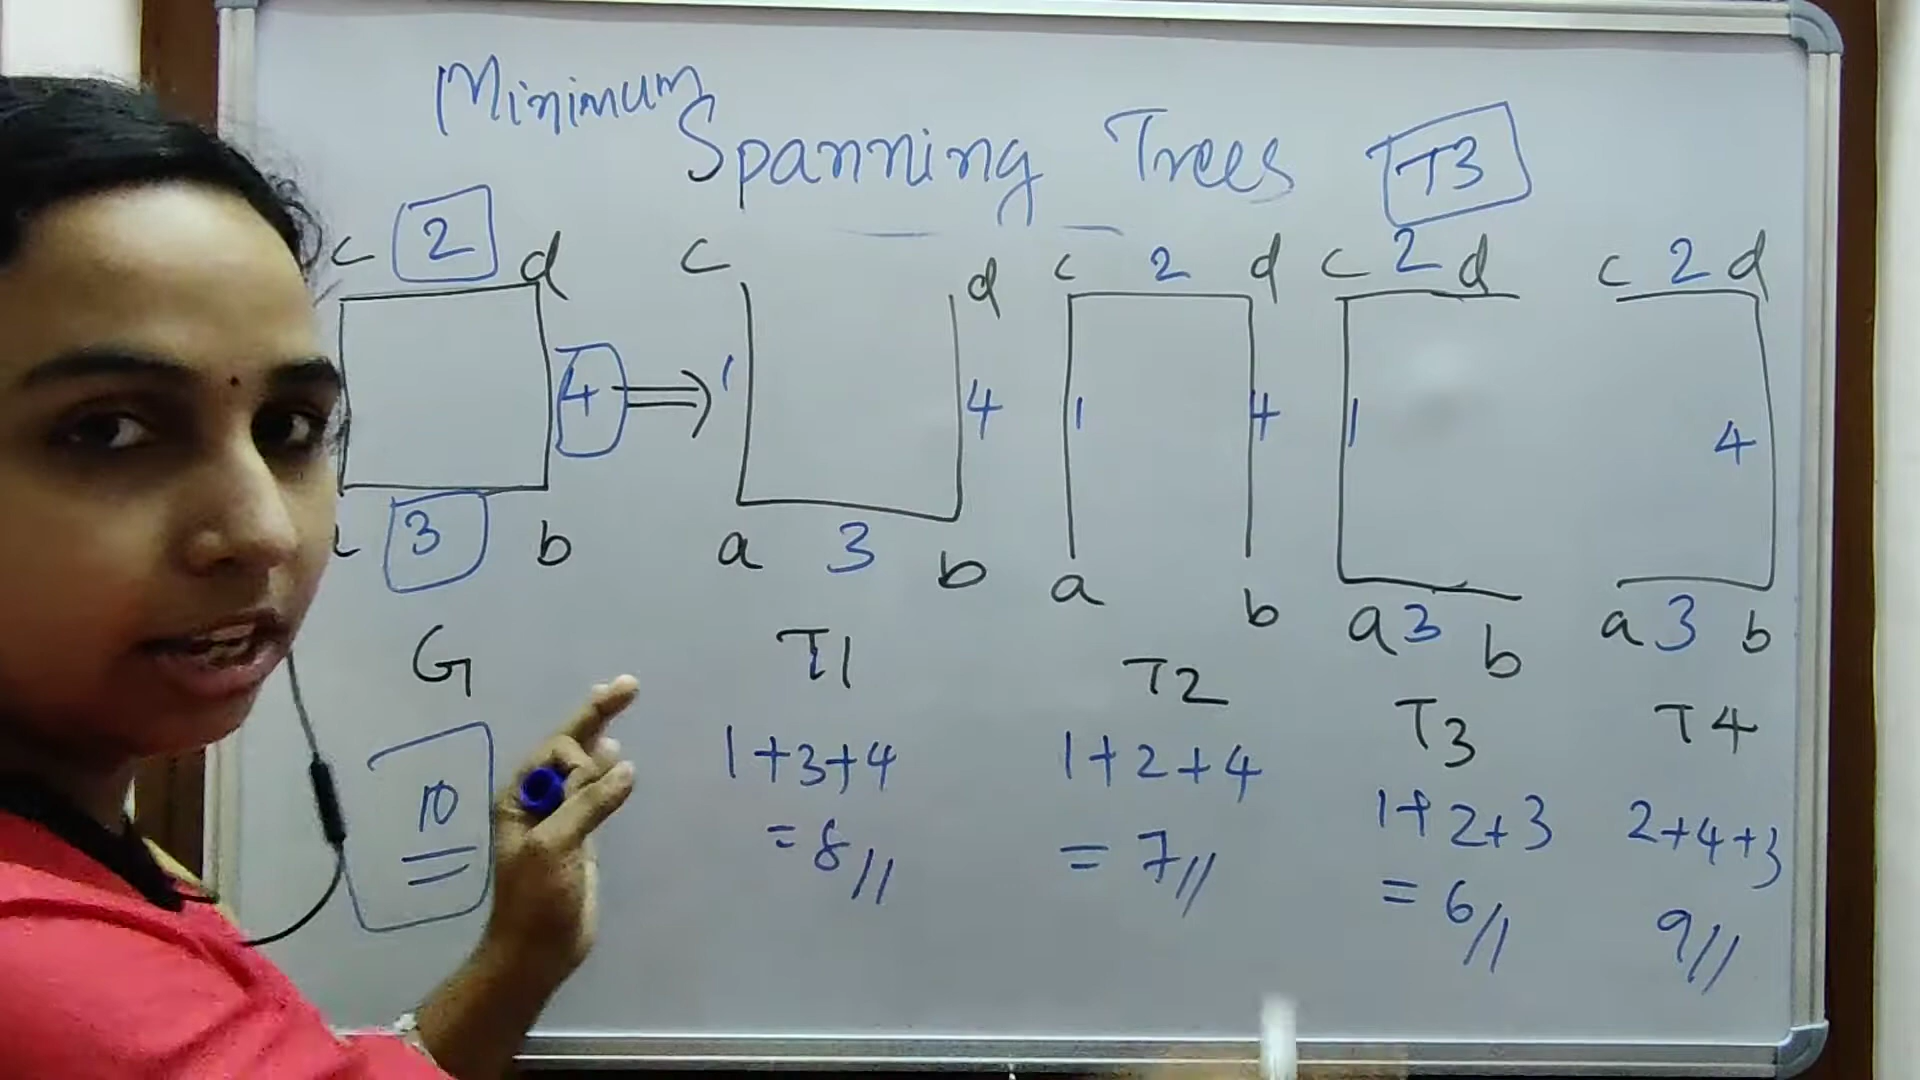 Minimum
Spanning Trees T3
c 2 d
4
3 b
G
10
c d
1 4
a 3 b
T1
1+3+4
=8//
c 2 d
1 4
a b
T2
1+2+4
=7//
c 2 d
1
a 3 b
T3
1+2+3
=6//
c 2 d
4
a 3 b
T4
2+4+3
9//